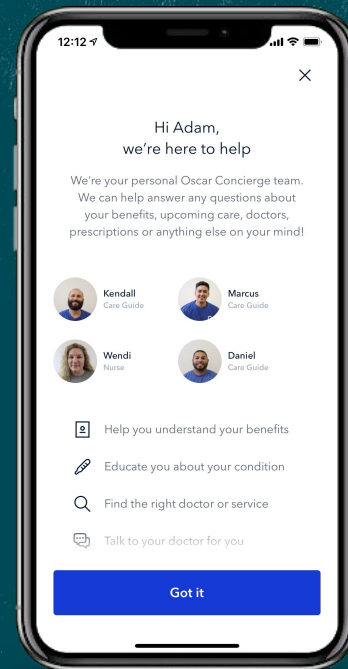 12:12
Hi Adam,
we're here to help
We're your personal Oscar Concierge team.
We can help answer any questions about
your benefits, upcoming care, doctors,
prescriptions or anything else on your mind!
Kendall
Care Guide
Marcus
Care Guide
Wendi
Nurse
Daniel
Care Guide
Help you understand your benefits
Educate you about your condition
Find the right doctor or service
Talk to your doctor for you
Got it